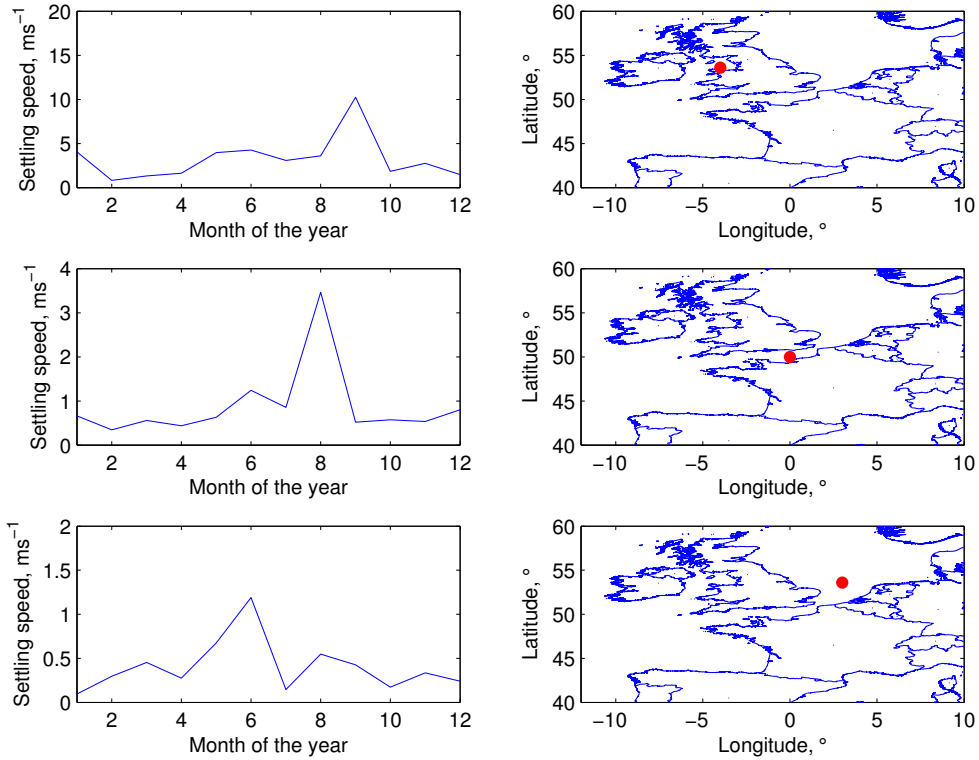 20
15
10
5
0
2 4 6 8 10 12
Settling speed, ms⁻¹
Month of the year
60
55
50
45
40
−10 −5 0 5 10
Latitude, °
Longitude, °
4
3
2
1
0
2 4 6 8 10 12
Settling speed, ms⁻¹
Month of the year
60
55
50
45
40
−10 −5 0 5 10
Latitude, °
Longitude, °
2
1.5
1
0.5
0
2 4 6 8 10 12
Settling speed, ms⁻¹
Month of the year
60
55
50
45
40
−10 −5 0 5 10
Latitude, °
Longitude, °